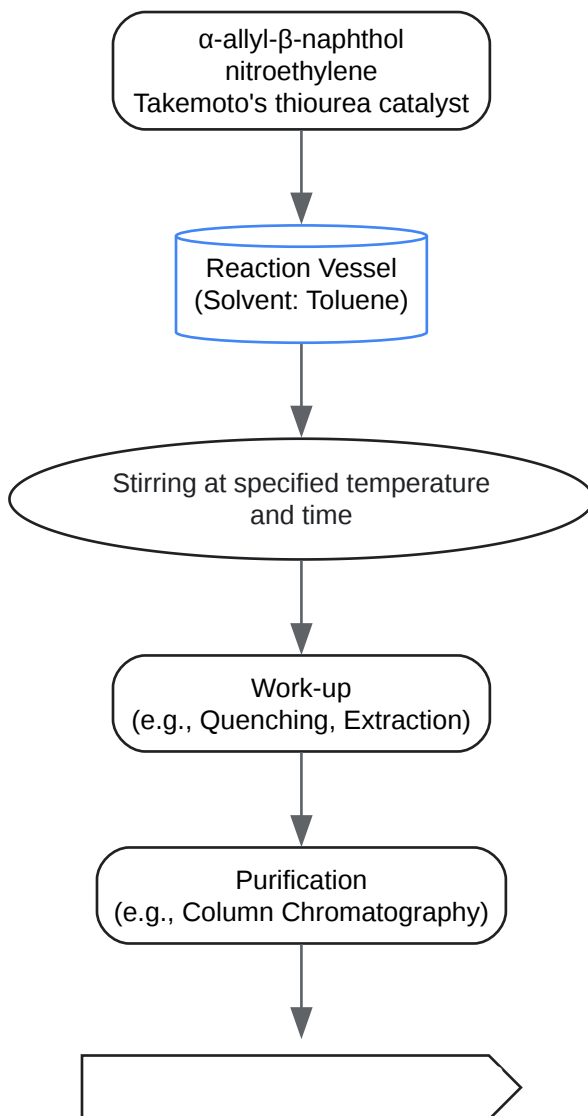 α-allyl-β-naphthol
nitroethylene
Takemoto's thiourea catalyst
Reaction Vessel
(Solvent: Toluene)
Stirring at specified temperature
and time
Work-up
(e.g., Quenching, Extraction)
Purification
(e.g., Column Chromatography)